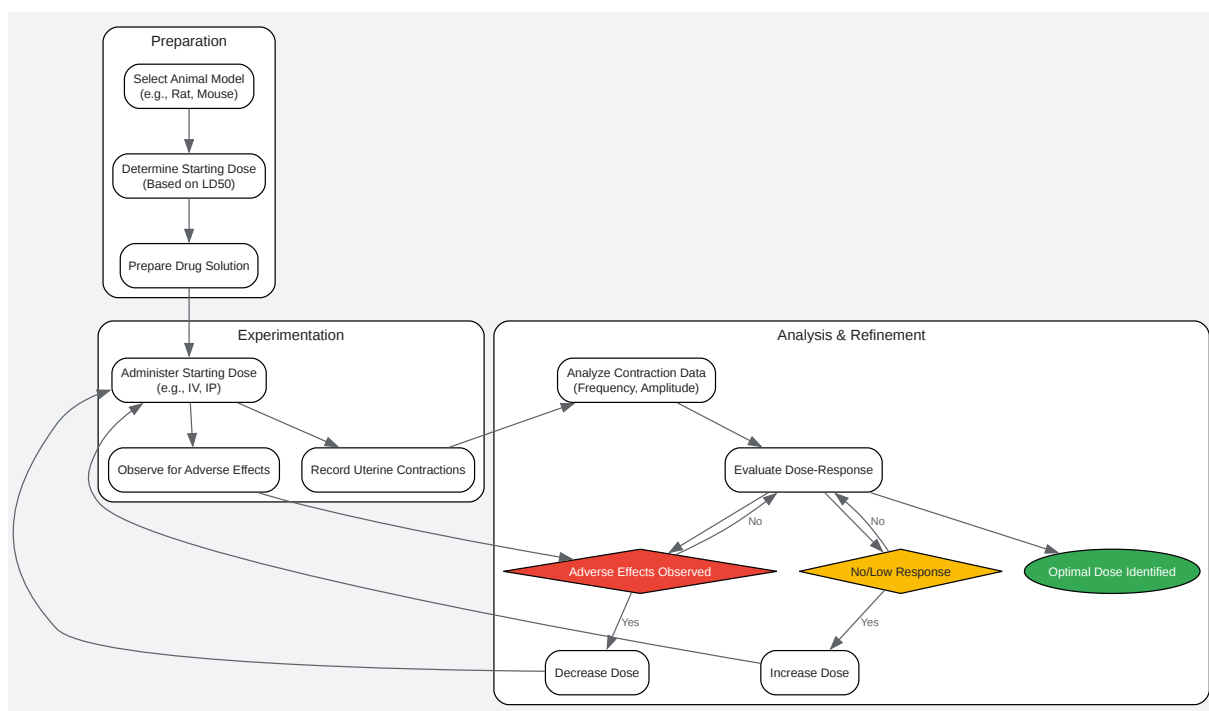 Preparation
Select Animal Model
(e.g., Rat, Mouse)
Determine Starting Dose
(Based on LD50)
Prepare Drug Solution
Experimentation
Administer Starting Dose
(e.g., IV, IP)
Observe for Adverse Effects
Record Uterine Contractions
Analysis & Refinement
Analyze Contraction Data
(Frequency, Amplitude)
Evaluate Dose-Response
No
No
Adverse Effects Observed
No/Low Response
Optimal Dose Identified
Yes
Yes
Decrease Dose
Increase Dose